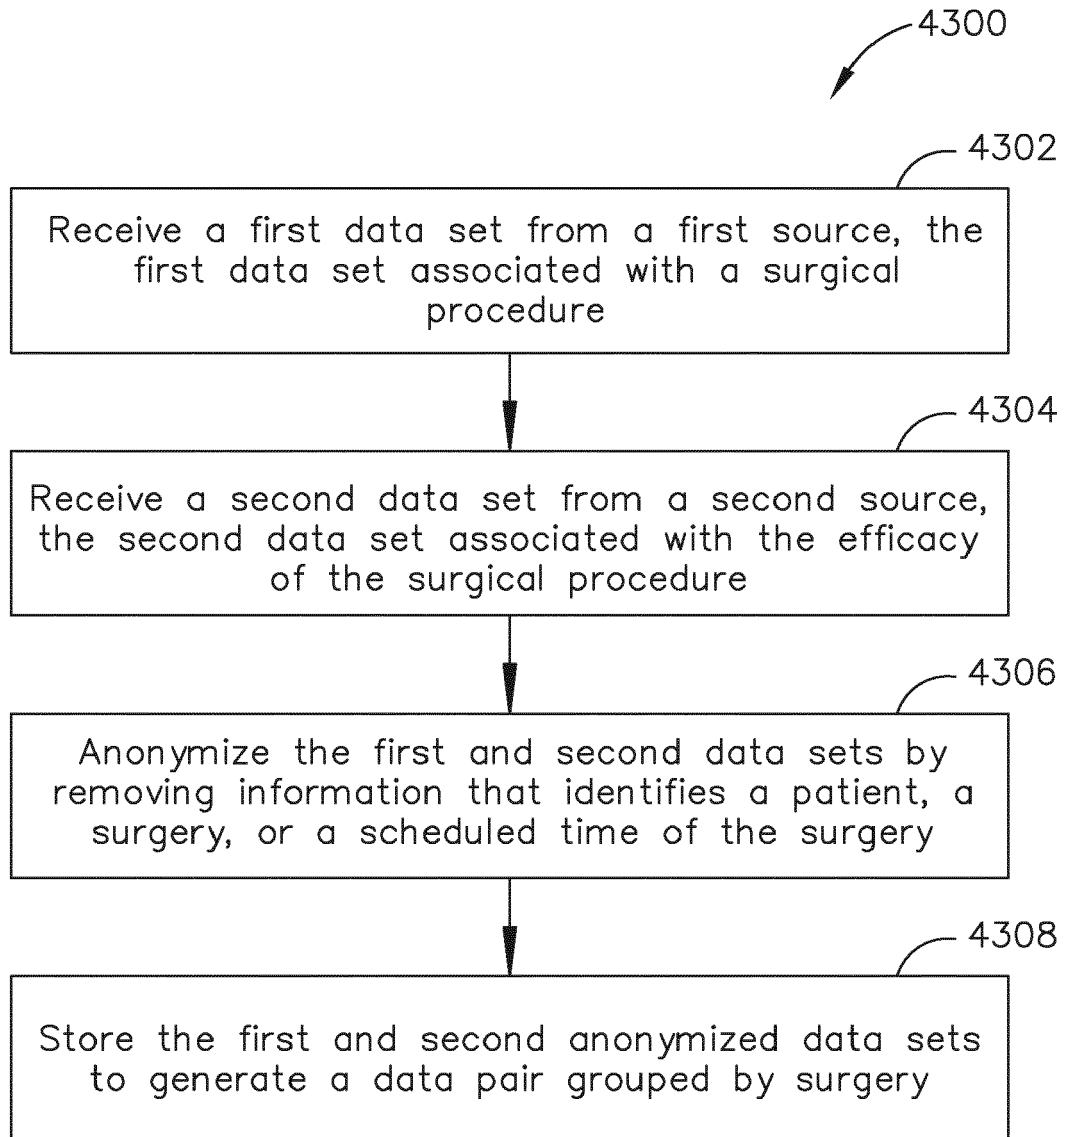 4300
4302
Receive a first data set from a first source, the
first data set associated with a surgical
procedure
4304
Receive a second data set from a second source,
the second data set associated with the efficacy
of the surgical procedure
4306
Anonymize the first and second data sets by
removing information that identifies a patient, a
surgery, or a scheduled time of the surgery
4308
Store the first and second anonymized data sets
to generate a data pair grouped by surgery